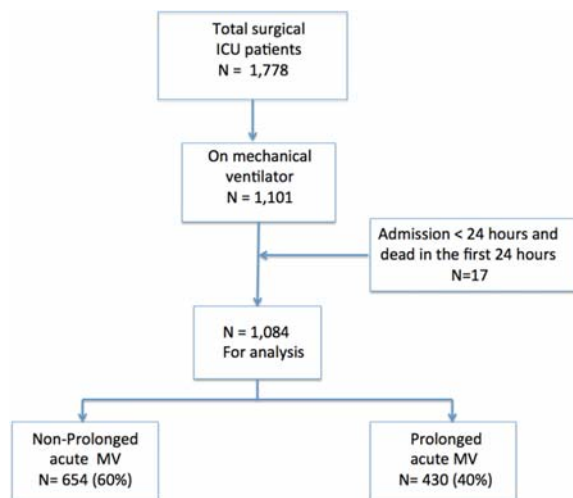 Total surgical
ICU patients
N = 1,778
On mechanical
ventilator
N = 1,101
Admission < 24 hours and
dead in the first 24 hours
N=17
N = 1,084
For analysis
Non-Prolonged
acute MV
N= 654 (60%)
Prolonged
acute MV
N= 430 (40%)